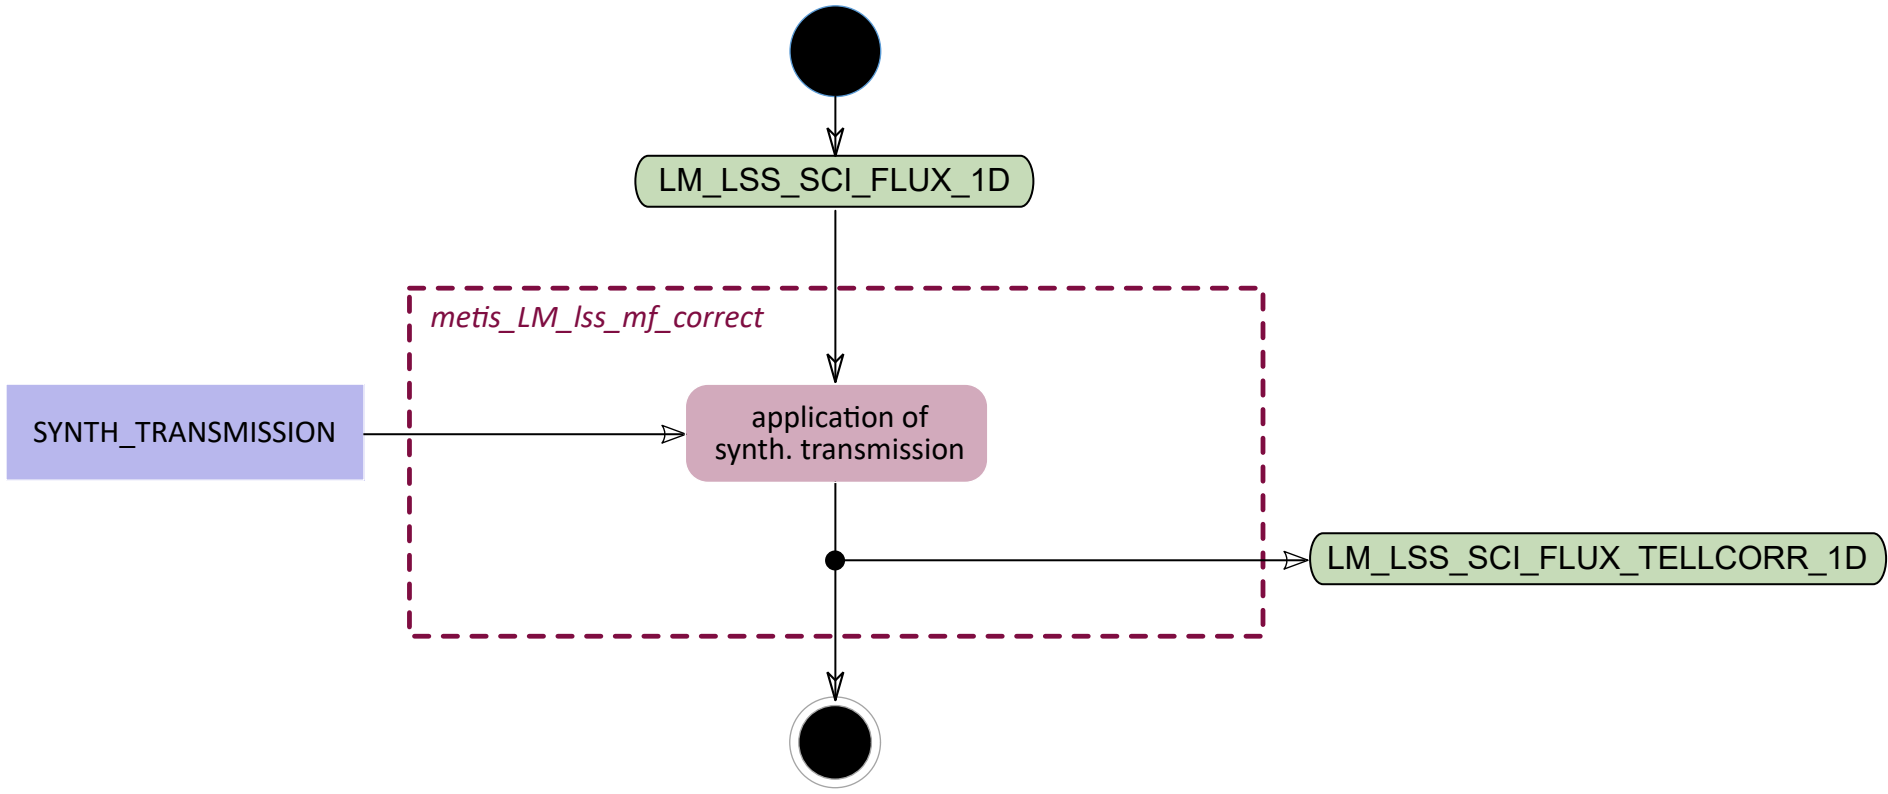 LM_LSS_SCI_FLUX_1D
metis_LM_lss_mf_correct
SYNTH_TRANSMISSION
application of
synth. transmission
LM_LSS_SCI_FLUX_TELLCORR_1D